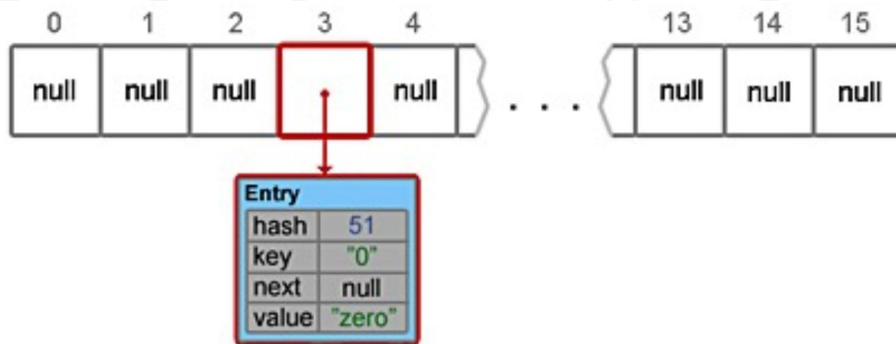 0 1 2 3 4 13 14 15
null null null null . . . null null null
Entry
hash 51
key "0"
next null
value "zero"